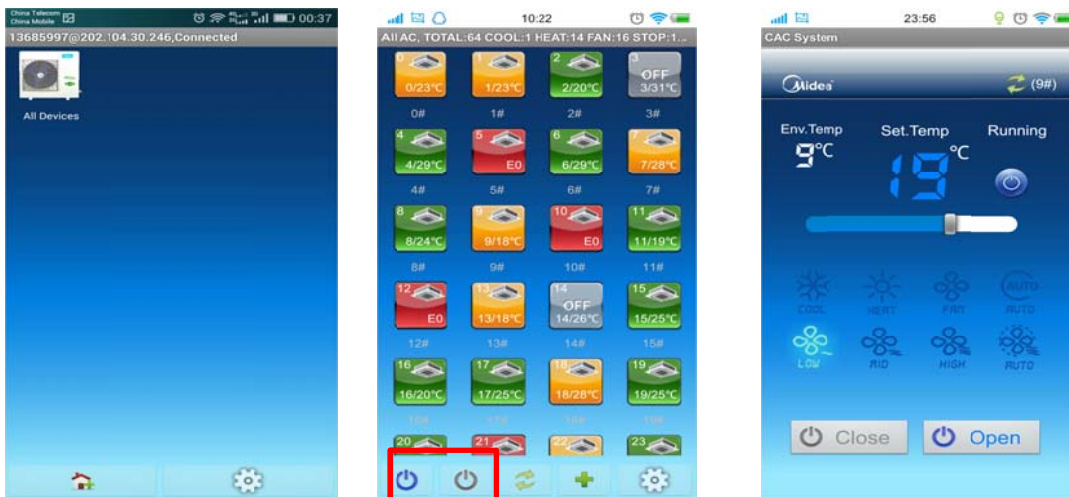 China Telecom
China Mobile
00:37
13685997@202.104.30.246,Connected
All Devices
10:22
All AC, TOTAL:64 COOL:1 HEAT:14 FAN:16 STOP:1...
0 1 2 3
OFF
0/23°C 1/23°C 2/20°C 3/31°C
0# 1# 2# 3#
4 5 6 7
4/29°C E0 6/29°C 7/28°C
4# 5# 6# 7#
8 9 10 11
8/24°C 9/18°C E0 11/19°C
8# 9# 10# 11#
12 13 14 15
OFF
E0 13/18°C 14/26°C 15/25°C
12# 13# 14# 15#
16 17 18 19
16/20°C 17/25°C 18/28°C 19/25°C
16# 17# 18# 19#
20 21 22 23
23:56
CAC System
Midea (9#)
Env.Temp Set.Temp Running
9°C 19 °C
COOL HEAT FAN AUTO
AUTO
LOW MID HIGH AUTO
Close Open